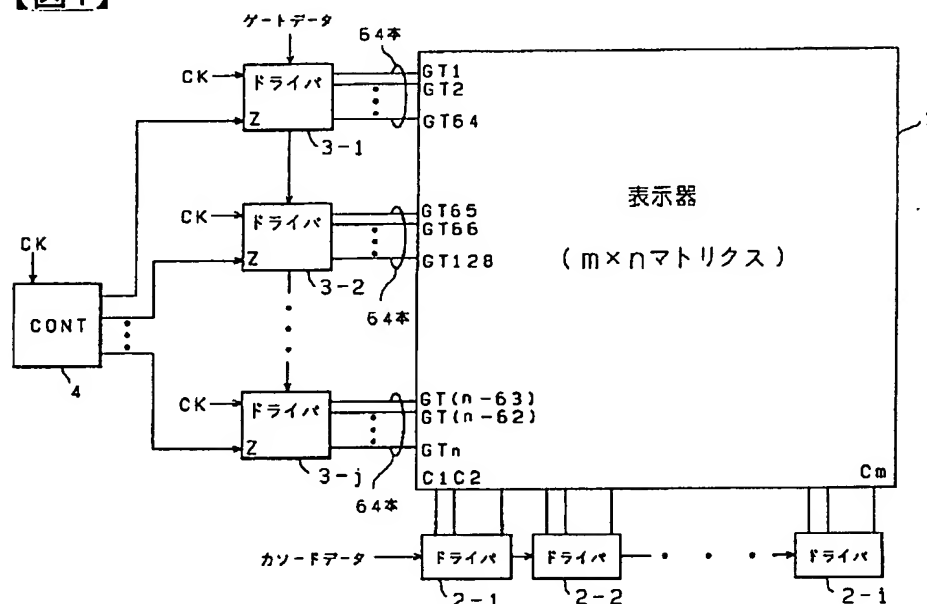 ゲートデータ
64本
CK
ドライバ
Z
3-1
GT1
GT2
GT64
表示器
(m×nマトリクス)
CK
ドライバ
Z
3-2
GT65
GT66
GT128
64本
CK
CONT
4
CK
ドライバ
Z
3-j
GT(n-63)
GT(n-62)
GTn
64本
C1C2
Cm
カソードデータ
ドライバ
ドライバ
ドライバ
2-1
2-2
2-i